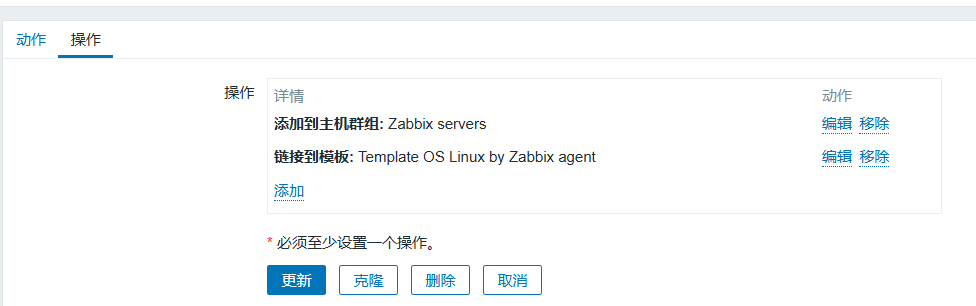 动作 操作
操作 详情 动作
添加到主机群组: Zabbix servers 编辑 移除
链接到模板: Template OS Linux by Zabbix agent 编辑 移除
添加
* 必须至少设置一个操作。
更新 克隆 删除 取消